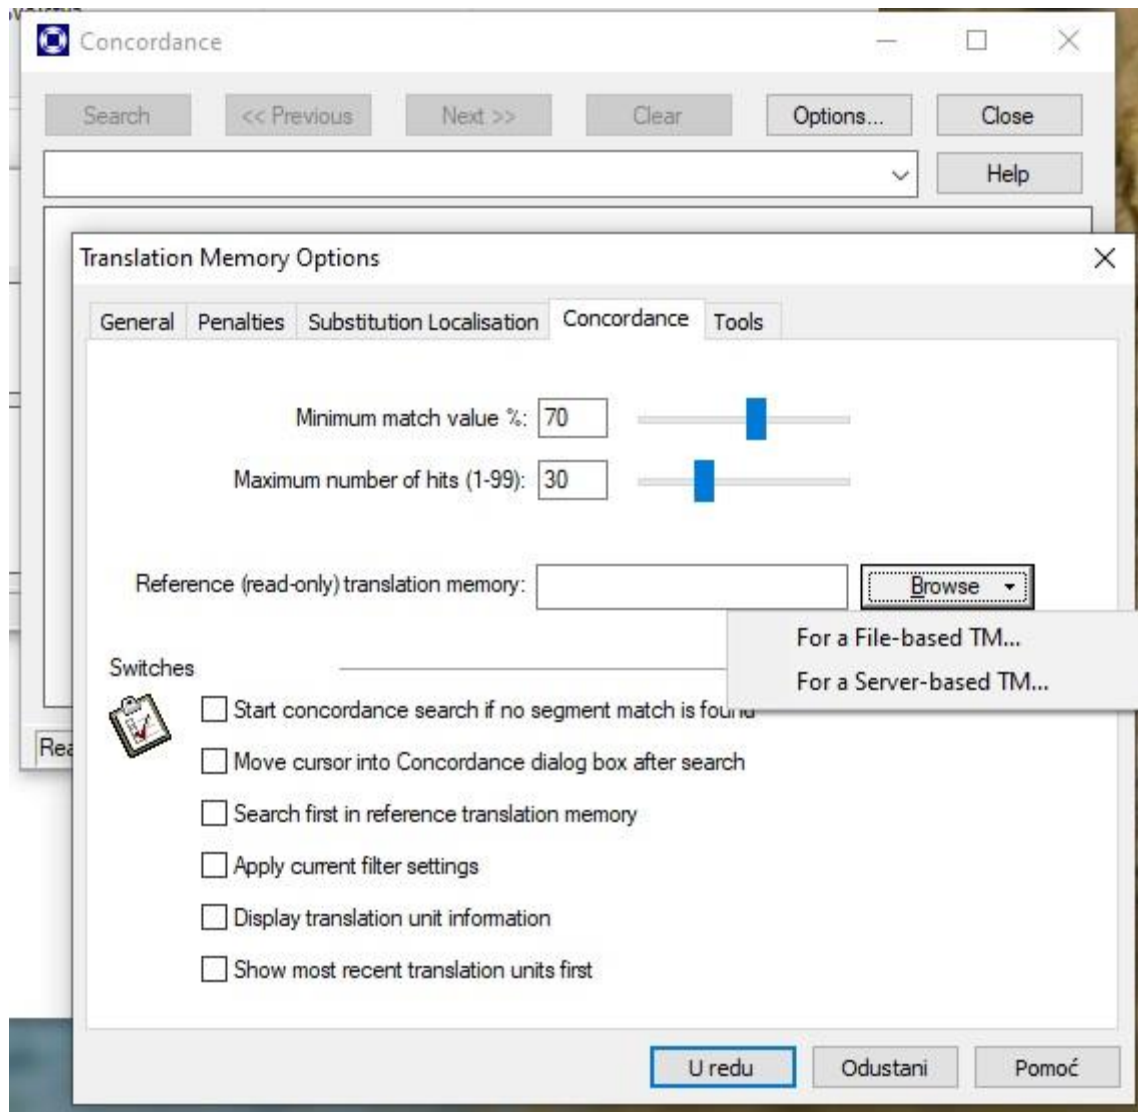 Concordance
Search << Previous Next >> Clear Options... Close
Help
Translation Memory Options
General Penalties Substitution Localisation Concordance Tools
Minimum match value %: 70
Maximum number of hits (1-99): 30
Reference (read-only) translation memory: Browse
For a File-based TM...
For a Server-based TM...
Switches
Start concordance search if no segment match is found
Rea
Move cursor into Concordance dialog box after search
Search first in reference translation memory
Apply current filter settings
Display translation unit information
Show most recent translation units first
U redu Odustani Pomoć